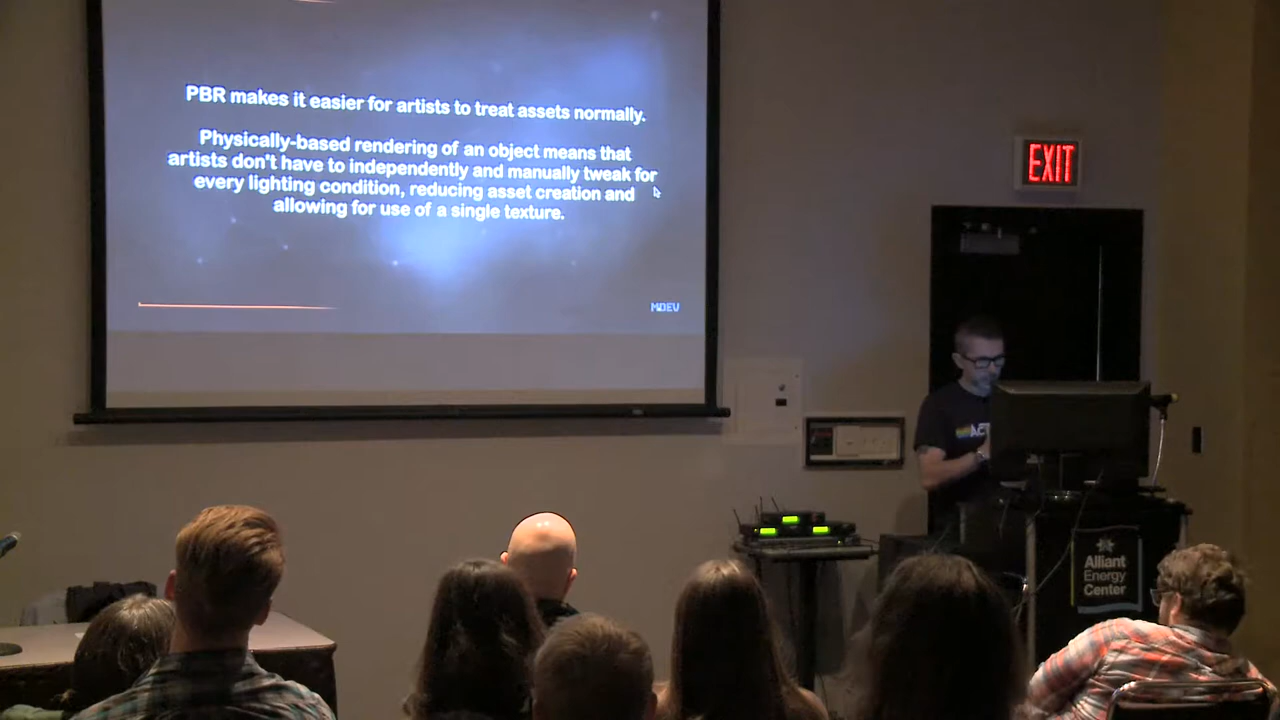 PBR makes it easier for artists to treat assets normally.
Physically-based rendering of an object means that
artists don't have to independently and manually tweak for
every lighting condition, reducing asset creation and
allowing for use of a single texture.
MDEV
EXIT
Alliant
Energy
Center